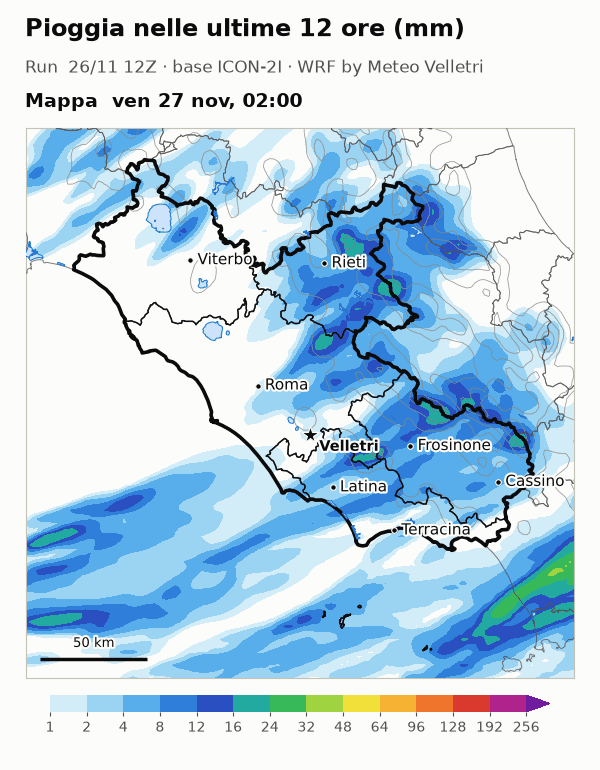 Pioggia nelle ultime 12 ore (mm)
Run 26/11 12Z · base ICON-2I · WRF by Meteo Velletri
Mappa ven 27 nov, 02:00
Viterbo
Rieti
Roma
Velletri
Frosinone
Latina
Cassino
Terracina
50 km
1 2 4 8 12 16 24 32 48 64 96 128 192 256